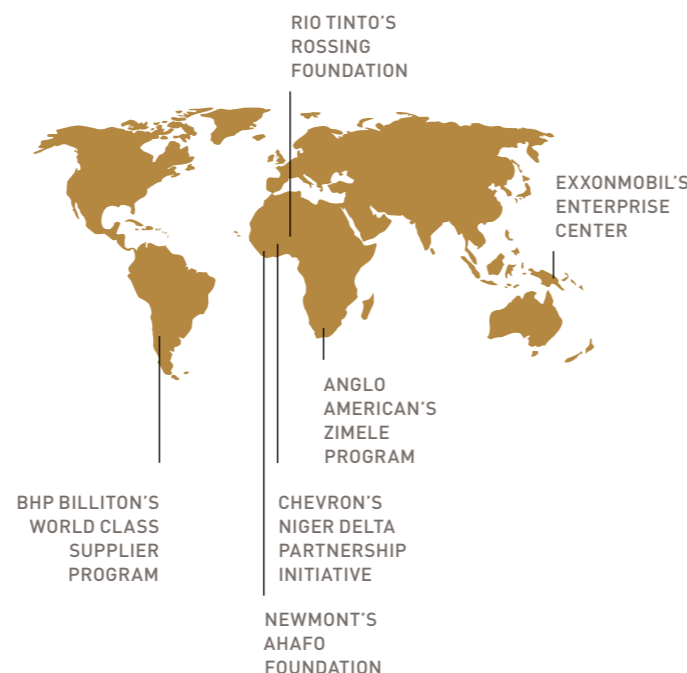 RIO TINTO'S
ROSSING
FOUNDATION
EXXONMOBIL'S
ENTERPRISE
CENTER
ANGLO
AMERICAN'S
ZIMELE
PROGRAM
BHP BILLITON'S
WORLD CLASS
SUPPLIER
PROGRAM
CHEVRON'S
NIGER DELTA
PARTNERSHIP
INITIATIVE
NEWMONT'S
AHAFO
FOUNDATION